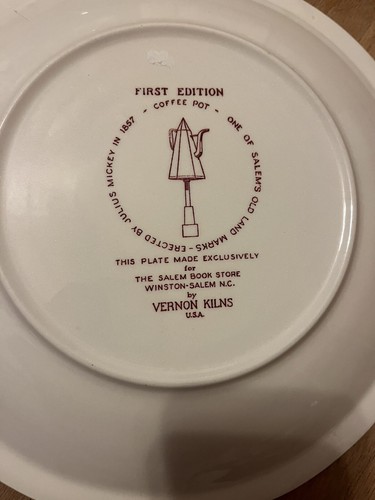 FIRST EDITION
- COFFEE POT -
ONE OF SALEM'S OLD LAND MARKS - ERECTED BY JULIUS MICKEY IN 1857
THIS PLATE MADE EXCLUSIVELY
for
THE SALEM BOOK STORE
WINSTON-SALEM N.C.
by
VERNON KILNS
U.S.A.